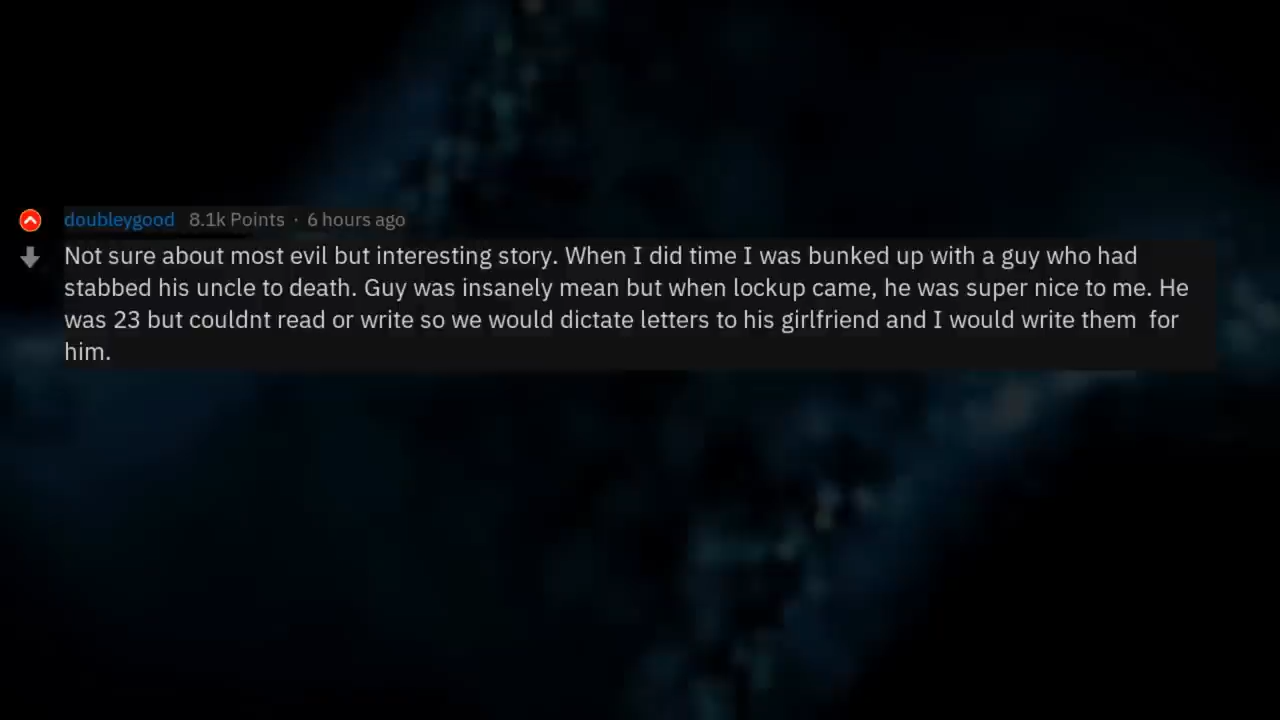 doubleygood 8.1k Points · 6 hours ago
Not sure about most evil but interesting story. When I did time I was bunked up with a guy who had
stabbed his uncle to death. Guy was insanely mean but when lockup came, he was super nice to me. He
was 23 but couldnt read or write so we would dictate letters to his girlfriend and I would write them  for
him.